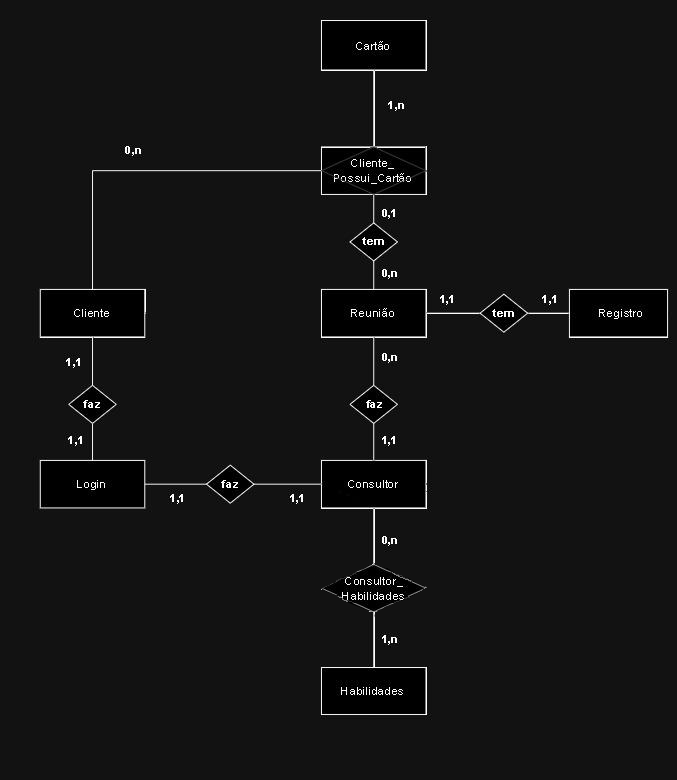 Cartão
1,n
0,n
Cliente_
Possui_Cartão
0,1
tem
0,n
Cliente
Reunião
1,1
tem
1,1
Registro
1,1
0,n
faz
faz
1,1
1,1
Login
1,1
faz
1,1
Consultor
0,n
Consultor_
Habilidades
1,n
Habilidades